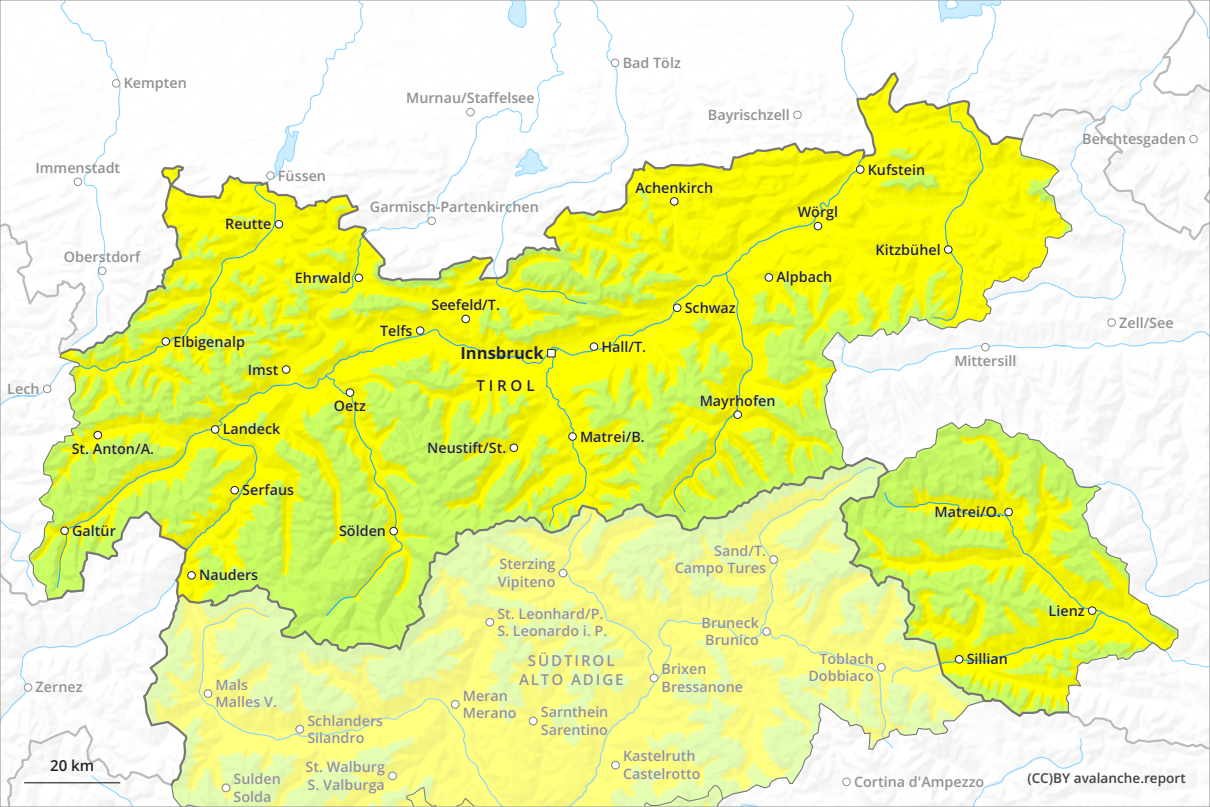 Kempten
Bad Tölz
Murnau/Staffelsee
Bayrischzell
Berchtesgaden
Immenstadt
Füssen
Kufstein
Achenkirch
Garmisch-Partenkirchen
Wörgl
Reutte
Kitzbühel
Oberstdorf
Ehrwald
Alpbach
Seefeld/T.
Schwaz
Zell/See
Telfs
Elbigenalp
Innsbruck
Hall/T.
Mittersill
Imst
TIROL
Lech
Oetz
Mayrhofen
Landeck
Matrei/B.
St. Anton/A.
Neustift/St.
Serfaus
Matrei/O.
Galtür
Sölden
Sand/T.
Campo Tures
Sterzing
Vipiteno
Nauders
St. Leonhard/P.
S. Leonardo i. P.
Bruneck
Brunico
Lienz
SÜDTIROL
ALTO ADIGE
Sillian
Toblach
Dobbiaco
Brixen
Bressanone
Zernez
Mals
Malles V.
Meran
Merano
Sarnthein
Sarentino
Schlanders
Silandro
Kastelruth
Castelrotto
20 km
St. Walburg
S. Valburga
Sulden
Solda
Cortina d'Ampezzo
(CC)BY avalanche.report